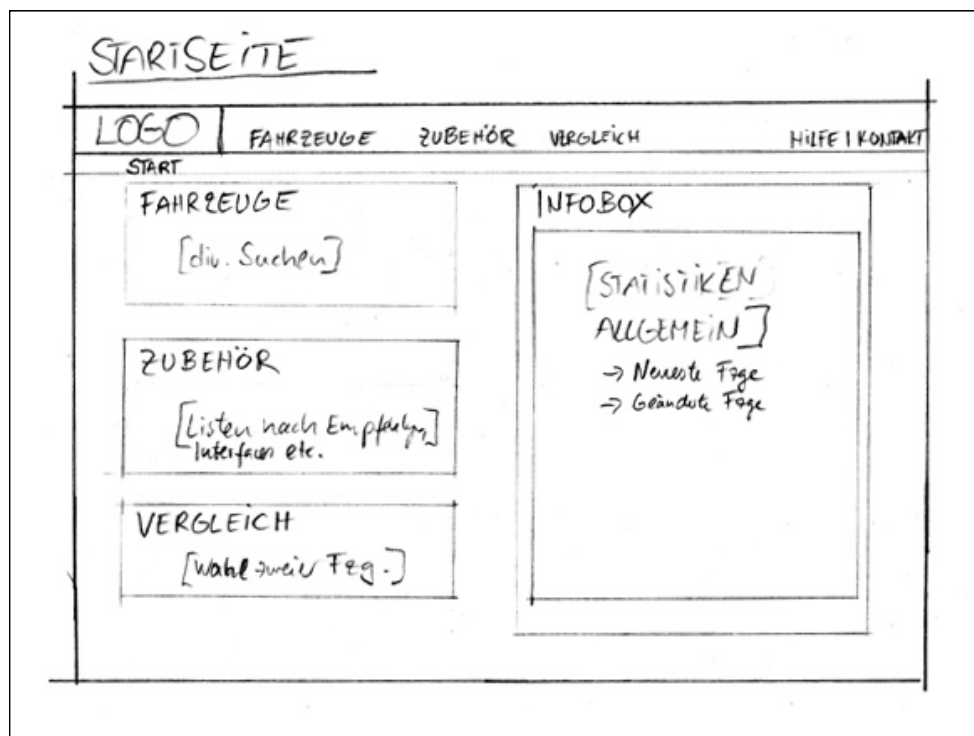 STARTSEITE
LOGO FAHRZEUGE ZUBEHÖR VERGLEICH HILFE | KONTAKT
START
FAHRZEUGE
[div. Suchen]
ZUBEHÖR
[Listen nach Empfehlung,
Interfaces etc.]
VERGLEICH
[Wahl zweier Fzg.]
INFOBOX
[STATISTIKEN
ALLGEMEIN]
→ Neueste Fzge
→ Geänderte Fzge